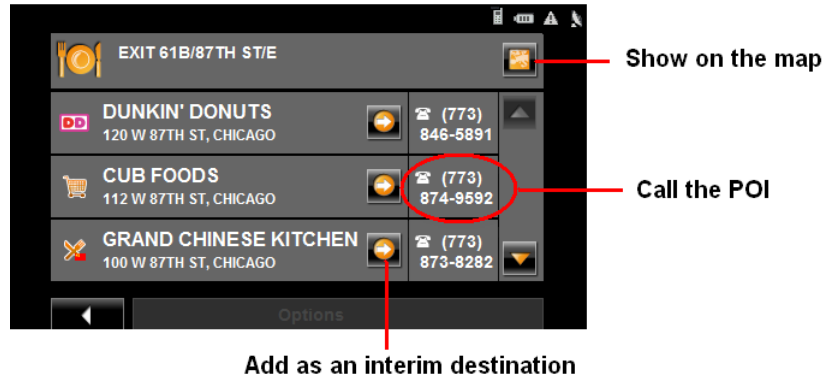 EXIT 61B/87TH ST/E
Show on the map
DD
DUNKIN' DONUTS
120 W 87TH ST, CHICAGO
☎ (773)
846-5891
CUB FOODS
112 W 87TH ST, CHICAGO
☎ (773)
874-9592
Call the POI
GRAND CHINESE KITCHEN
100 W 87TH ST, CHICAGO
☎ (773)
873-8282
Options
Add as an interim destination